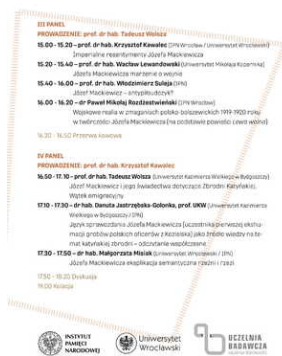 III PANEL
PROWADZENIE: prof. dr hab. Tadeusz Wolsza
15.00 -15.20 – prof. dr hab. Krzysztof Kawalec (IPN Wrocław / Uniwersytet Wrocławski)
Imperialne resentymenty Józefa Mackiewicza
15.20 - 15.40 – prof. dr hab. Wacław Lewandowski (Uniwersytet Mikołaja Kopernika)
Józefa Mackiewicza marzenie o wojnie
15.40 - 16.00 – prof. dr hab. Włodzimierz Suleja (IPN)
Józef Mackiewicz – antypiłsudczyk?
16.00 - 16.20 – dr Paweł Mikołaj Rozdżestwieński (IPN Wrocław)
Wojskowe realia w zmaganiach polsko-bolszewickich 1919-1920 roku
w twórczości Józefa Mackiewicza (na podstawie powieści Lewa wolna)
16.20 - 16.50 Przerwa kawowa
IV PANEL
PROWADZENIE: prof. dr hab. Krzysztof Kawalec
16.50 - 17.10 – prof. dr hab. Tadeusz Wolsza (Uniwersytet Kazimierza Wielkiego w Bydgoszczy)
Józef Mackiewicz i jego świadectwa dotyczące Zbrodni Katyńskiej.
Wątek emigracyjny
17.10 - 17.30 – dr hab. Danuta Jastrzębska-Golonka, prof. UKW (Uniwersytet Kazimierza
Wielkiego w Bydgoszczy / IPN)
Język sprawozdania Józefa Mackiewicza (uczestnika pierwszej ekshu-
macji grobów polskich oficerów z Kozielska) jako źródło wiedzy na te-
mat katyńskiej zbrodni – odczytanie współczesne
17.30 - 17.50 – dr hab. Małgorzata Misiak (Uniwersytet Wrocławski / IPN)
Józefa Mackiewicza eksplikacja semantyczna rzeźni i rzezi
17.50 - 18.20 Dyskusja
19.00 Kolacja
INSTYTUT
PAMIĘCI
NARODOWEJ
Uniwersytet
Wrocławski
UCZELNIA
BADAWCZA